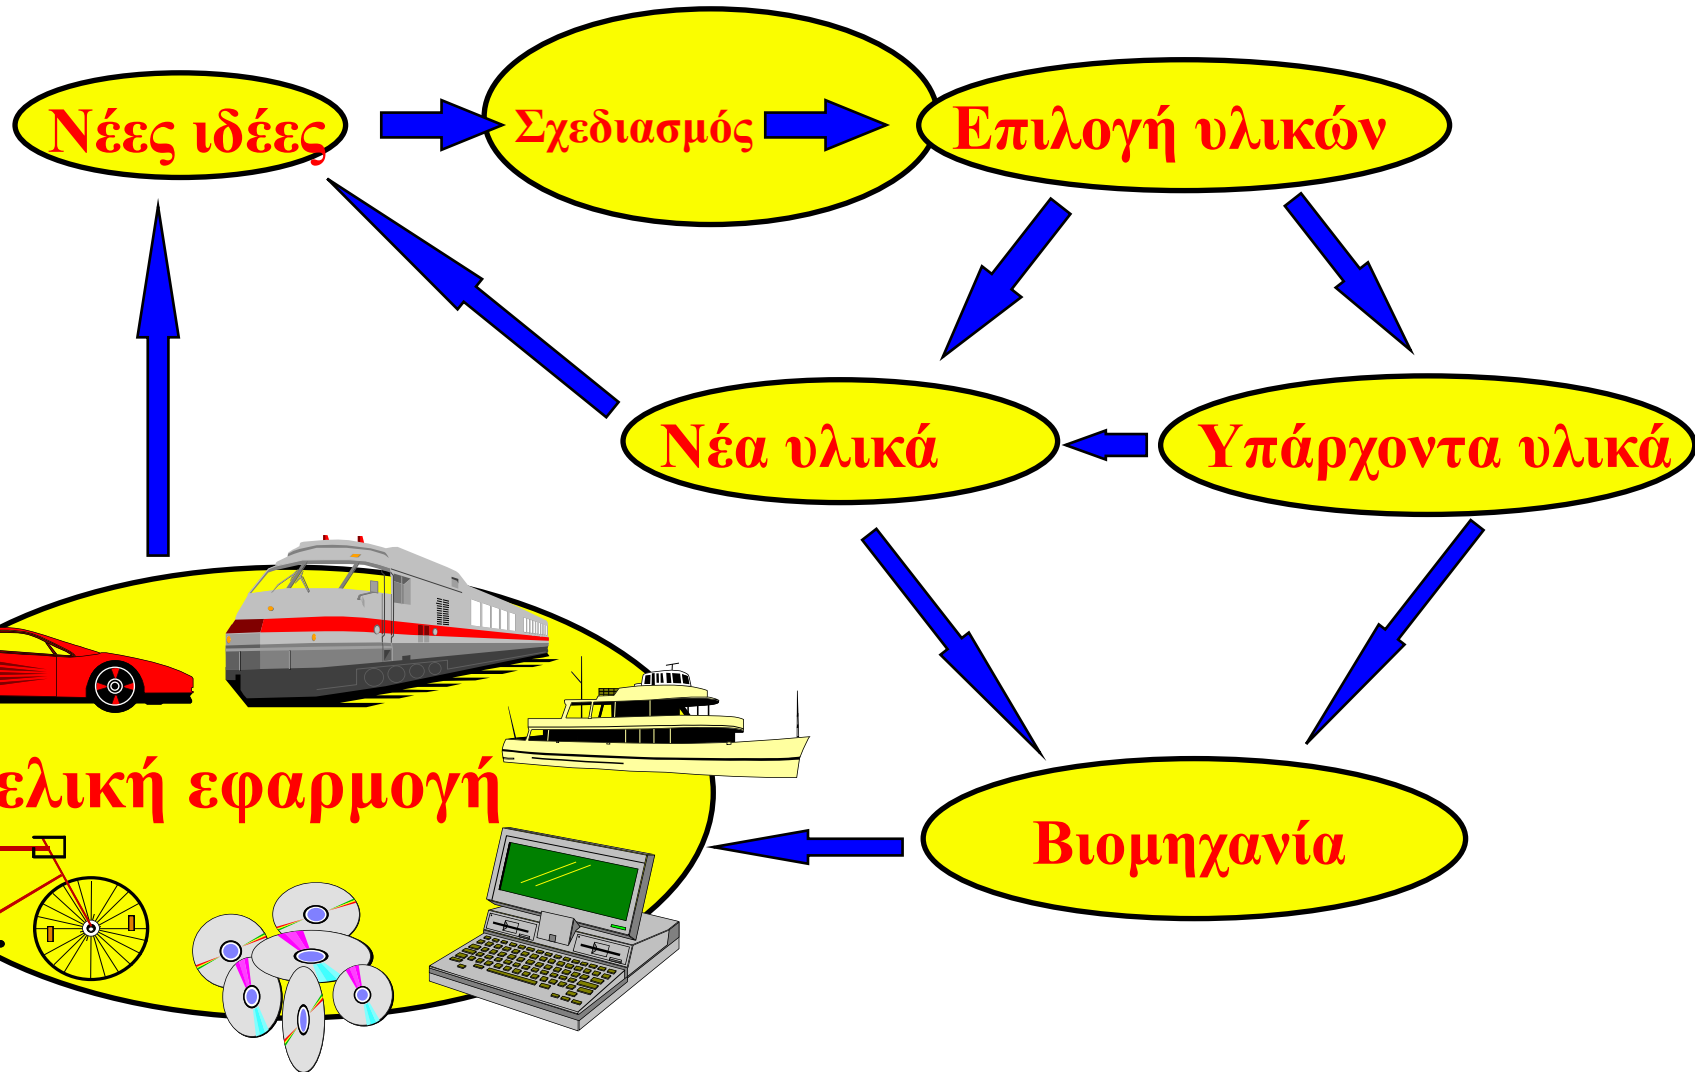 Νέες ιδέες
Σχεδιασμός
Επιλογή υλικών
Νέα υλικά
Υπάρχοντα υλικά
ελική εφαρμογή
Βιομηχανία